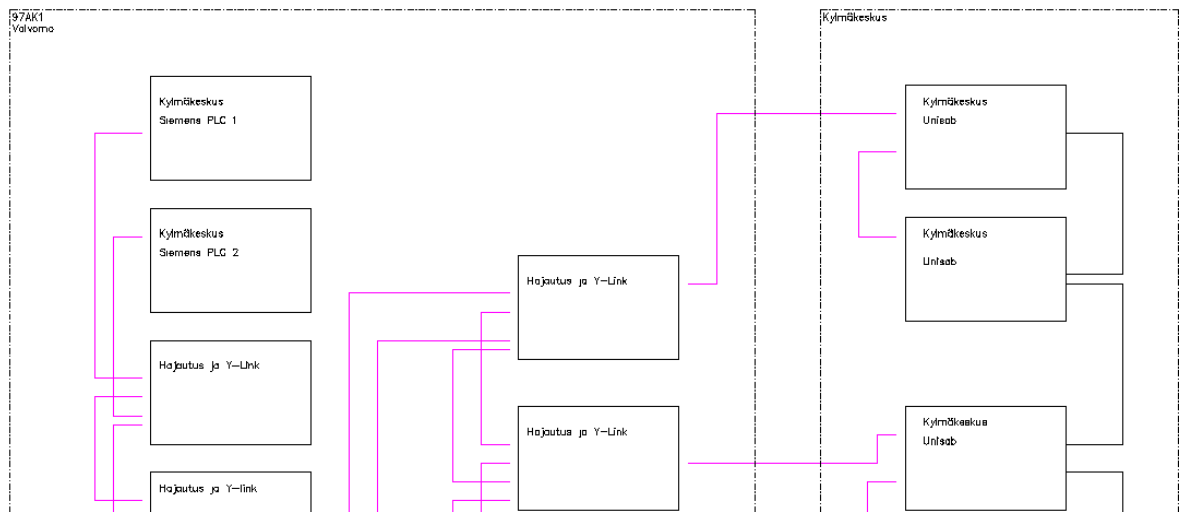 97AK1
Valvomo
Kylmäkeskus
Kylmäkeskus
Siemens PLC 1
Kylmäkeskus
Unisab
Kylmäkeskus
Siemens PLC 2
Kylmäkeskus
Unisab
Hajautus ja Y-Link
Hajautus ja Y-Link
Hajautus ja Y-Link
Kylmäkeskus
Unisab
Hajautus ja Y-link